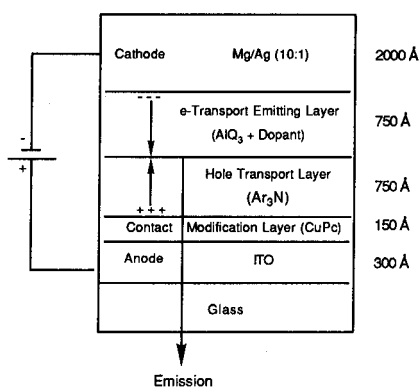 Cathode Mg/Ag (10:1) 2000 Å
- - -
e-Transport Emitting Layer
(AlQ3 + Dopant)
750 Å
-
+
Hole Transport Layer
(Ar3N)
750 Å
+ + +
Contact Modification Layer (CuPc) 150 Å
Anode ITO 300 Å
Glass
Emission